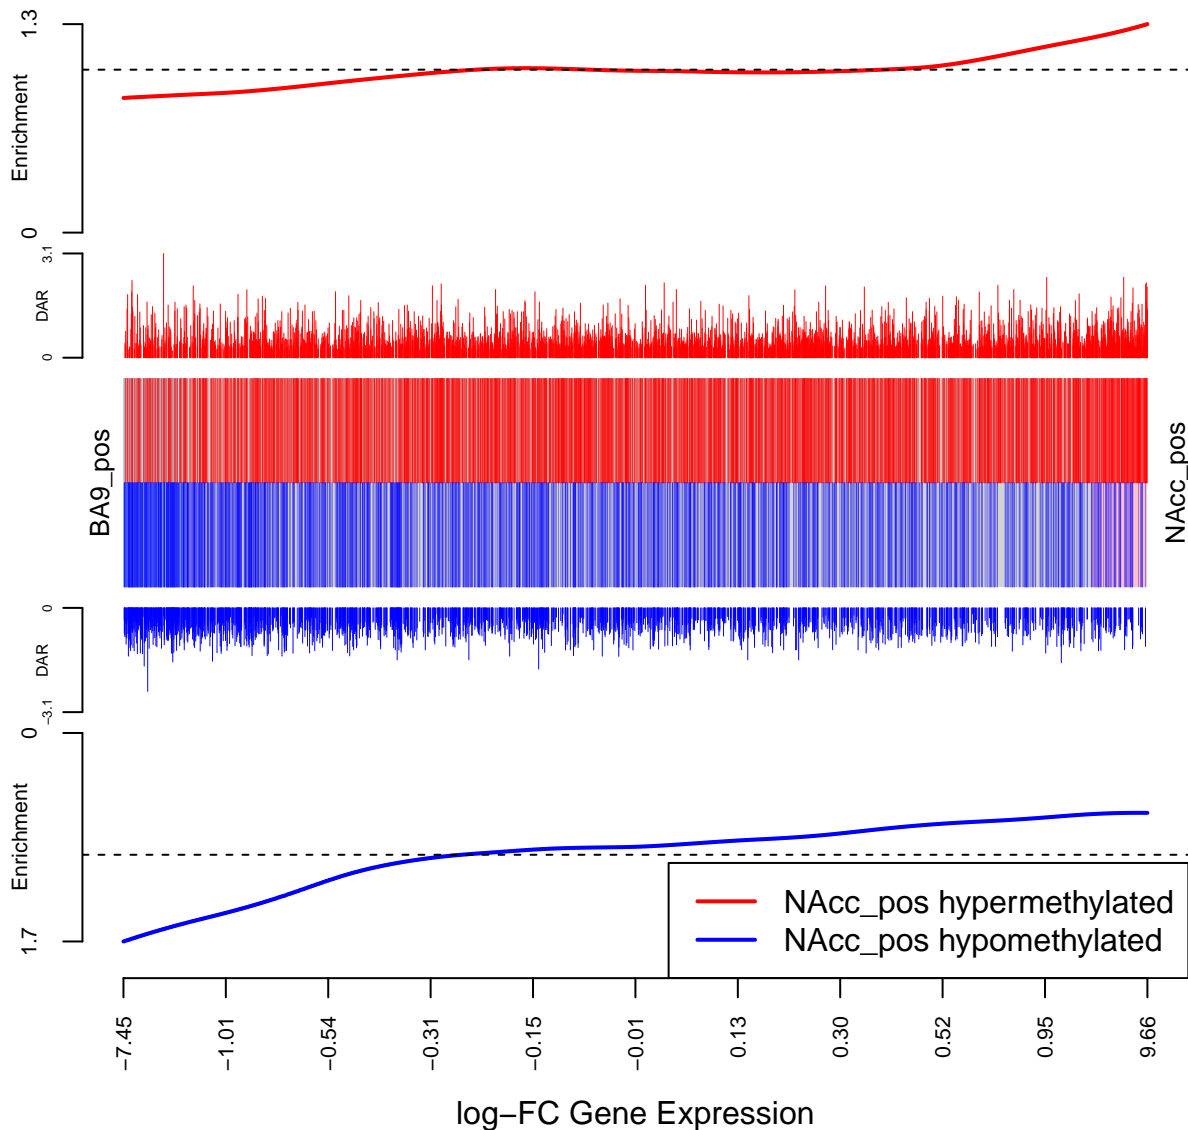 1.3
Enrichment
0
3.1
DAR
0
BA9_pos
NAcc_pos
0
DAR
−3.1
0
Enrichment
1.7
NAcc_pos hypermethylated
NAcc_pos hypomethylated
−7.45
−1.01
−0.54
−0.31
−0.15
−0.01
0.13
0.30
0.52
0.95
9.66
log−FC Gene Expression